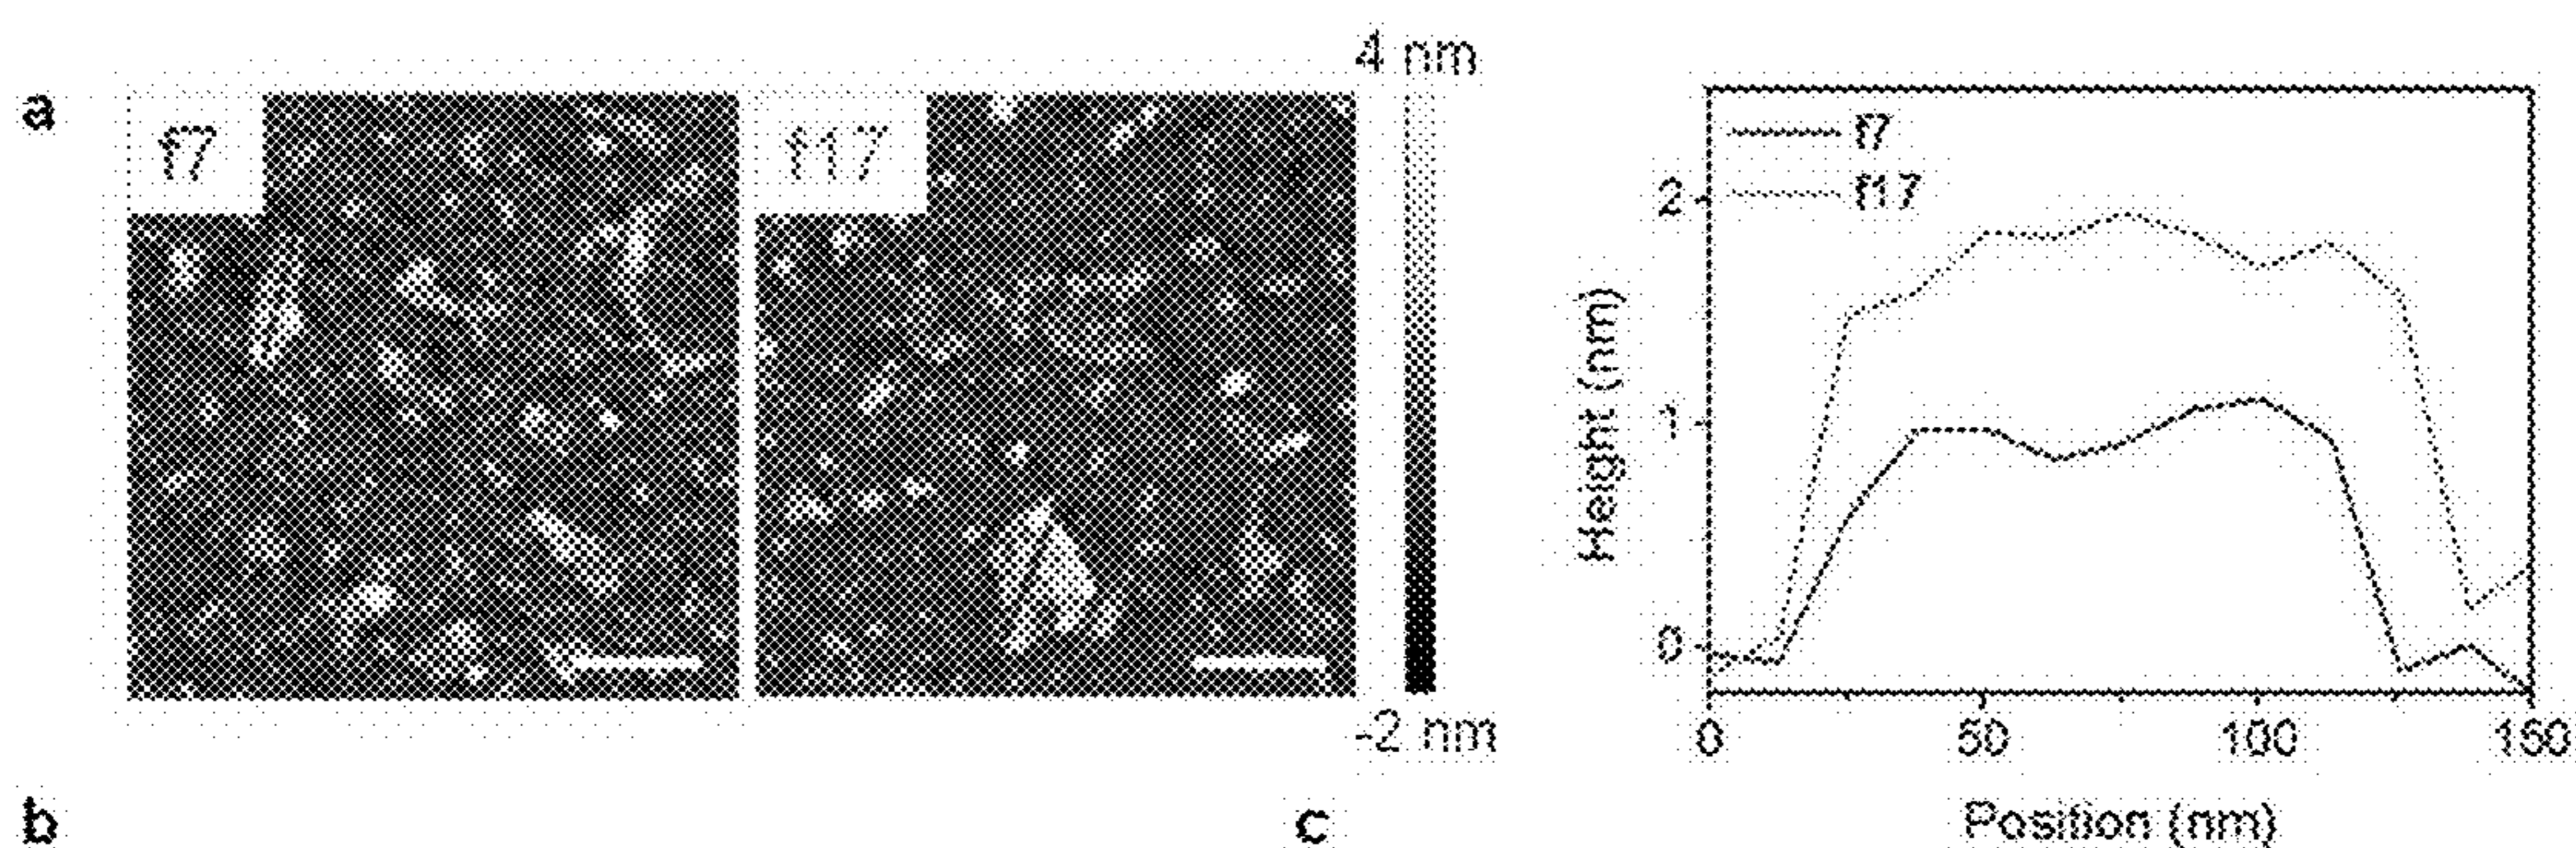 a
f7
f17
4 nm
-2 nm
f7
f17
Height (nm)
2
1
0
0
50
100
150
Position (nm)
b
c